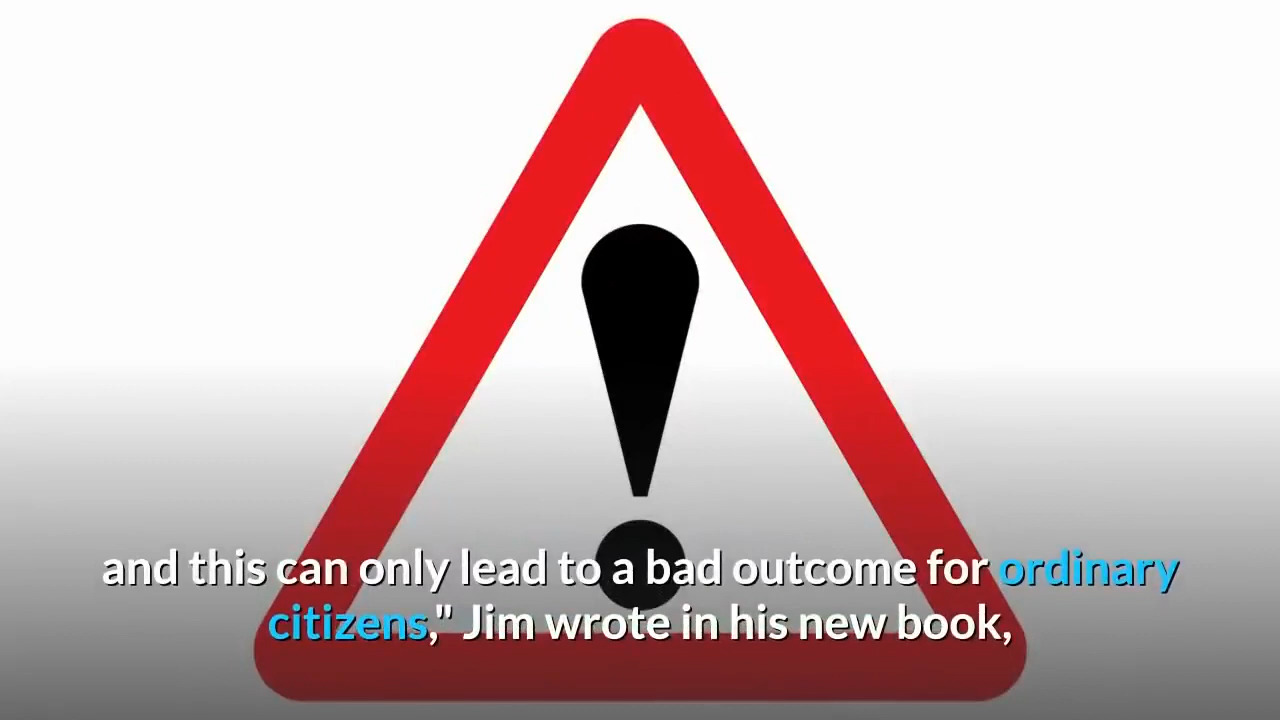 and this can only lead to a bad outcome for ordinary
citizens," Jim wrote in his new book,